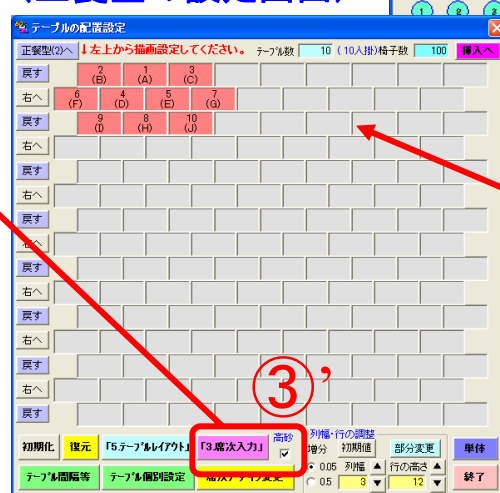 ① ② ③
テーブルの配置設定
正餐型(2)へ ↓左上から描画設定してください。 テーブル数 10 (10人掛)椅子数 100 挿入へ
戻す 2 1 3
(B) (A) (C)
右へ 6 4 5 7
(F) (D) (E) (G)
戻す 9 8 10
(I) (H) (J)
右へ
戻す
右へ
戻す
右へ
戻す
右へ
戻す
右へ
戻す
右へ
戻す
③’
初期化 復元 「5.テーブルレイアウト」 「3.席次入力」 高砂 列幅・行の調整
増分 初期値 部分変更 単体
テーブル間隔等 テーブル個別設定 0.05 列幅 ▲ 行の高さ ▲ 終了
0.5 3 ▼ 12 ▼